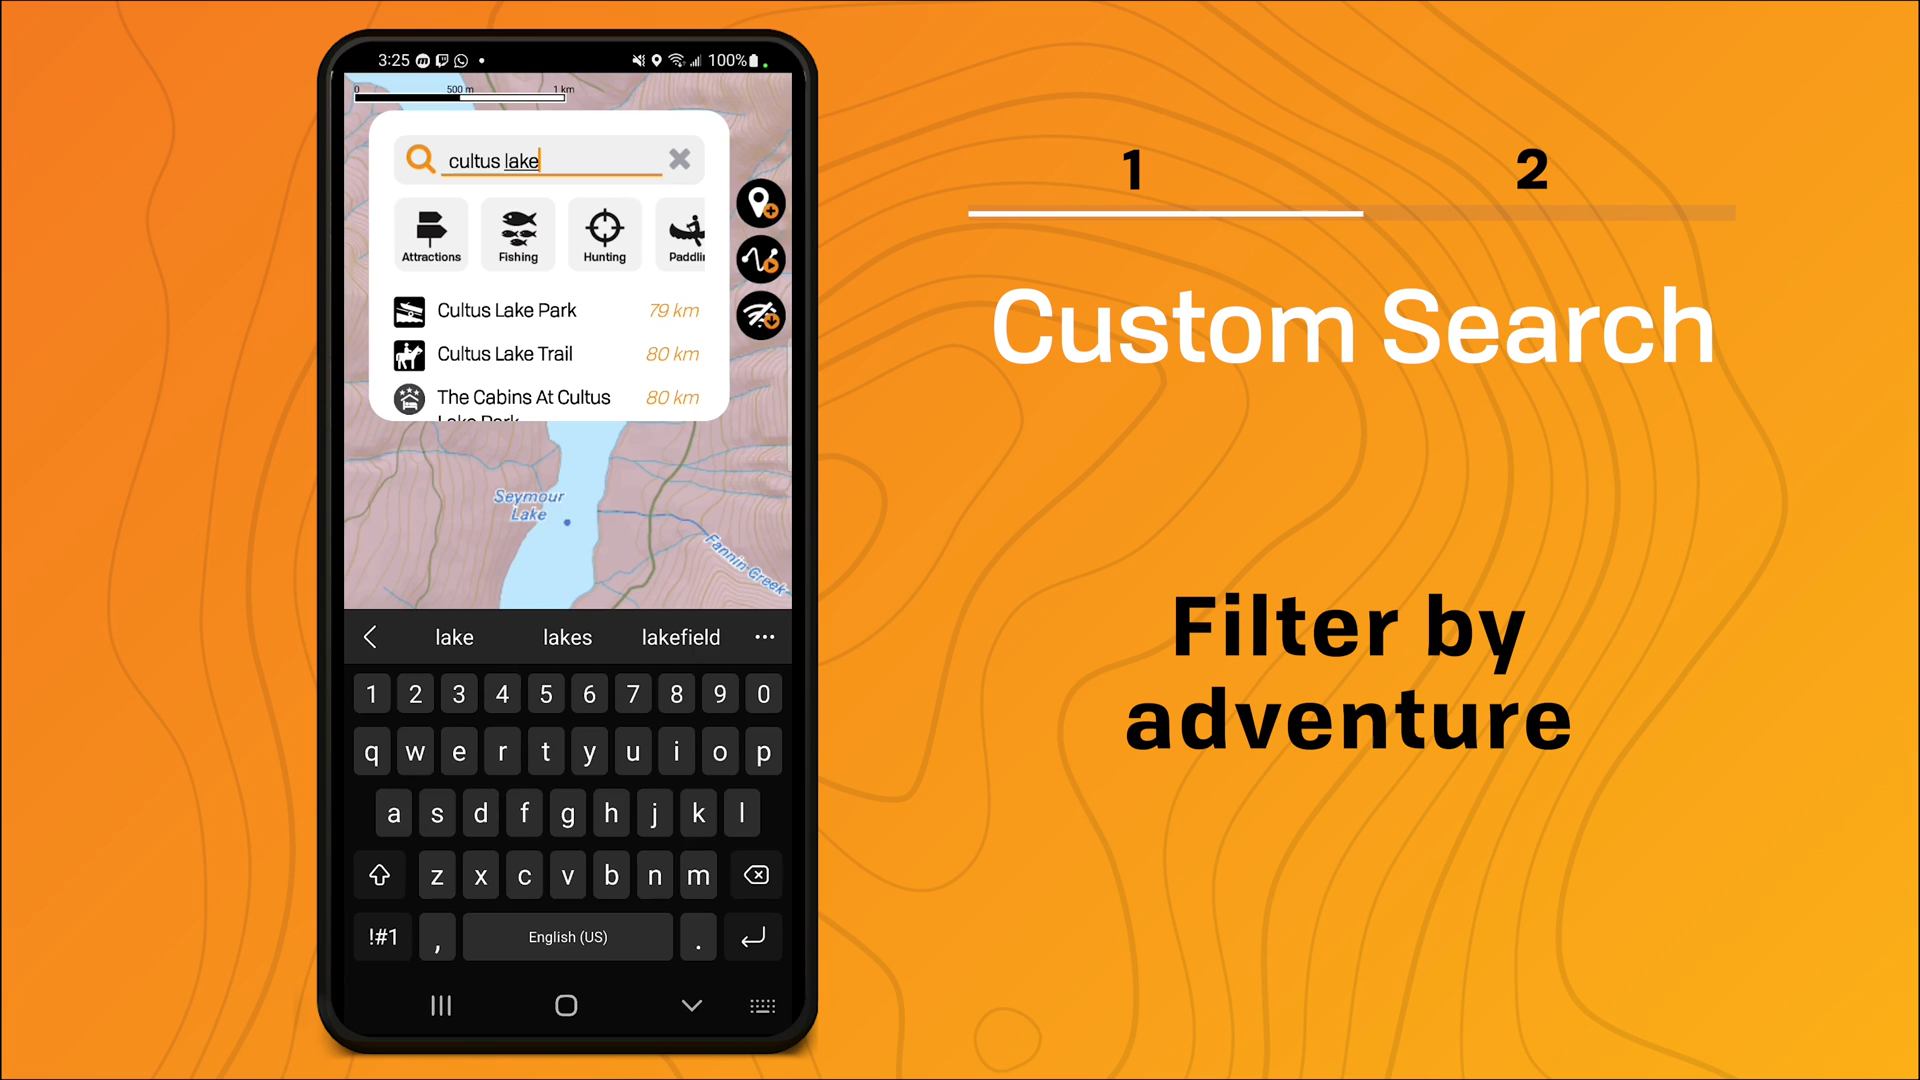 3:25
100%
0 500 m 1 km
cultus lake
Attractions Fishing Hunting
Cultus Lake Park 79 km
Cultus Lake Trail 80 km
The Cabins At Cultus 80 km
Lake Park
Seymour
Lake
Fannin Creek
lake lakes lakefield ...
1 2 3 4 5 6 7 8 9 0
q w e r t y u i o p
a s d f g h j k l
z x c v b n m
!#1 , English (US) .
1 2
Custom Search
Filter by
adventure